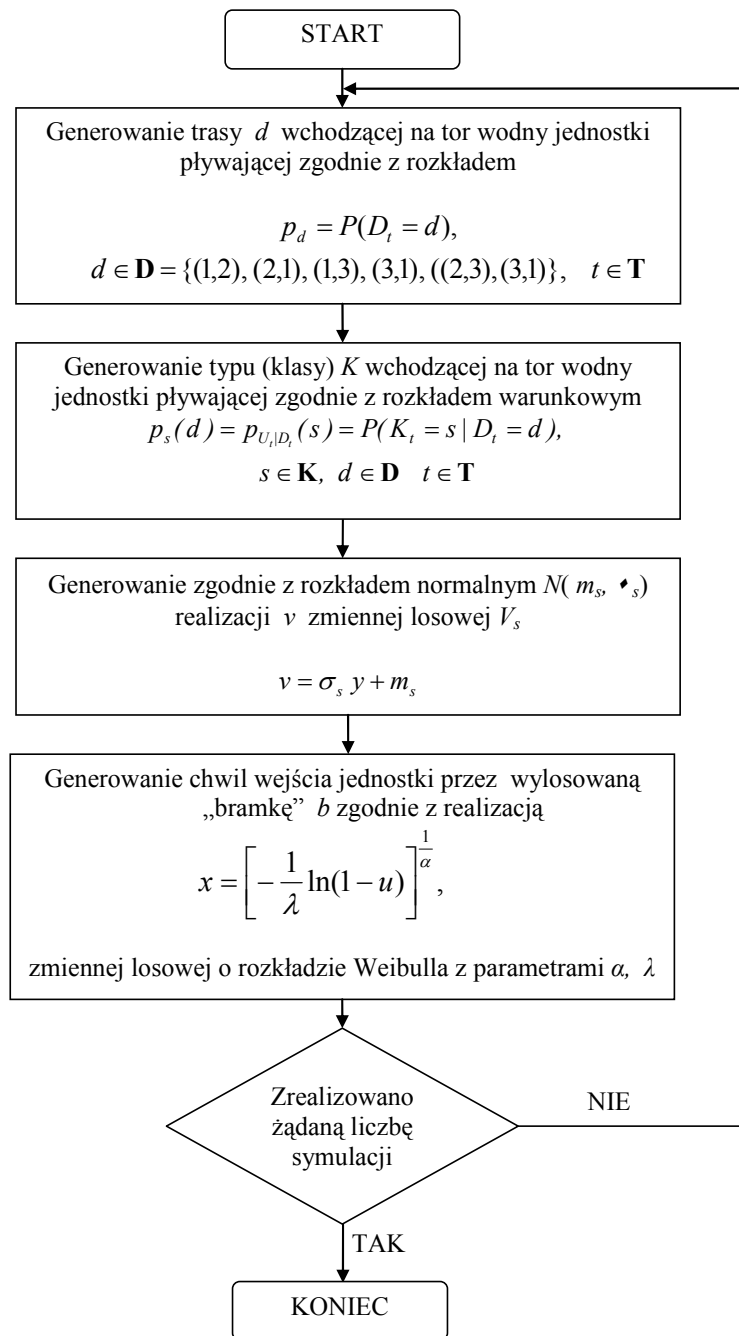 START
Generowanie trasy d wchodzącej na tor wodny jednostki
pływającej zgodnie z rozkładem
p_d = P(D_t = d),
d ∈ D = {(1,2), (2,1), (1,3), (3,1), ((2,3),(3,1)}, t ∈ T
Generowanie typu (klasy) K wchodzącej na tor wodny
jednostki pływającej zgodnie z rozkładem warunkowym
p_s(d) = p_{U_t|D_t}(s) = P(K_t = s | D_t = d),
s ∈ K, d ∈ D t ∈ T
Generowanie zgodnie z rozkładem normalnym N( m_s, ♦_s)
realizacji v zmiennej losowej V_s
v = σ_s y + m_s
Generowanie chwil wejścia jednostki przez wylosowaną
„bramkę” b zgodnie z realizacją
x = [ -1/λ ln(1 − u) ]^{1/α},
zmiennej losowej o rozkładzie Weibulla z parametrami α, λ
Zrealizowano
żądaną liczbę
symulacji
NIE
TAK
KONIEC